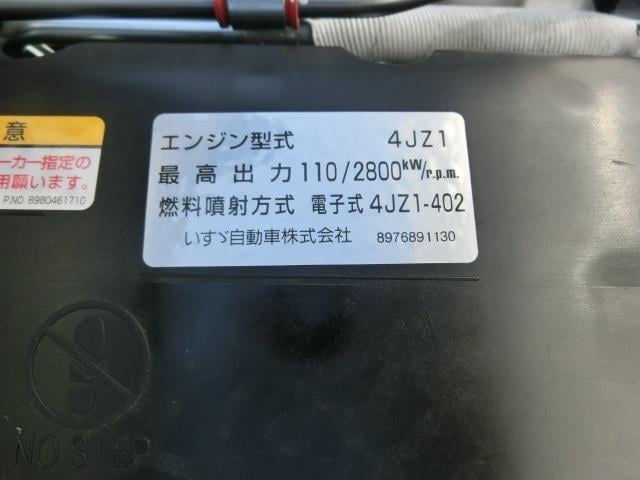 意
ーカー指定の
用願います。
P.NO. 8980461710
エンジン型式 4JZ1
最高出力 110/2800kW/r.p.m.
燃料噴射方式 電子式 4JZ1-402
いすゞ自動車株式会社 8976891130
NO STEP